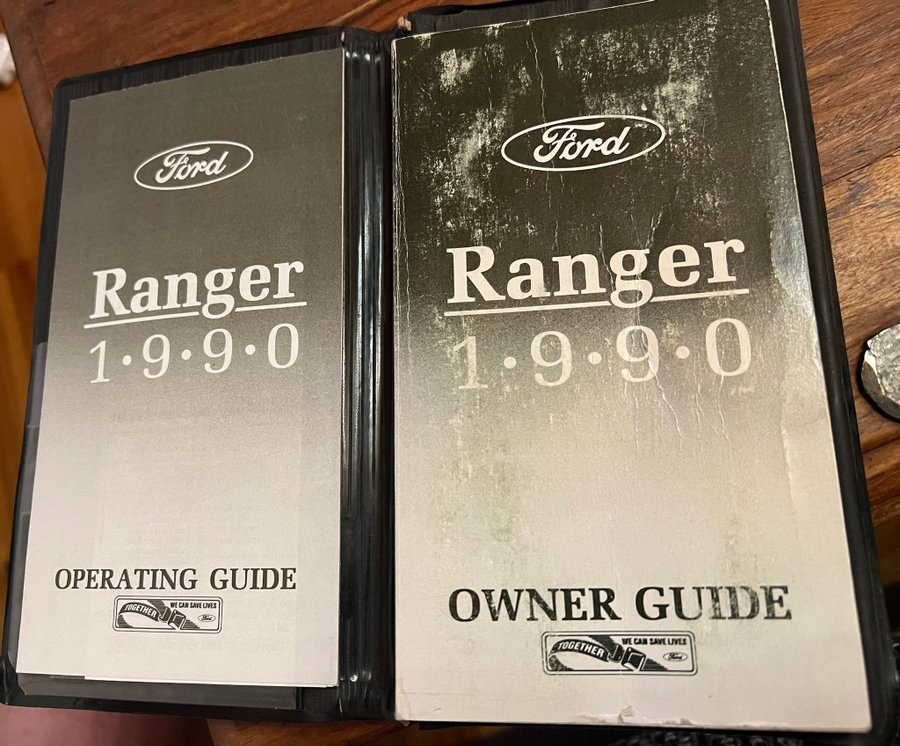 Ford
Ranger
1·9·9·0
OPERATING GUIDE
TOGETHER
WE CAN SAVE LIVES
Ford
Ford
Ranger
1·9·9·0
OWNER GUIDE
TOGETHER
WE CAN SAVE LIVES
Ford